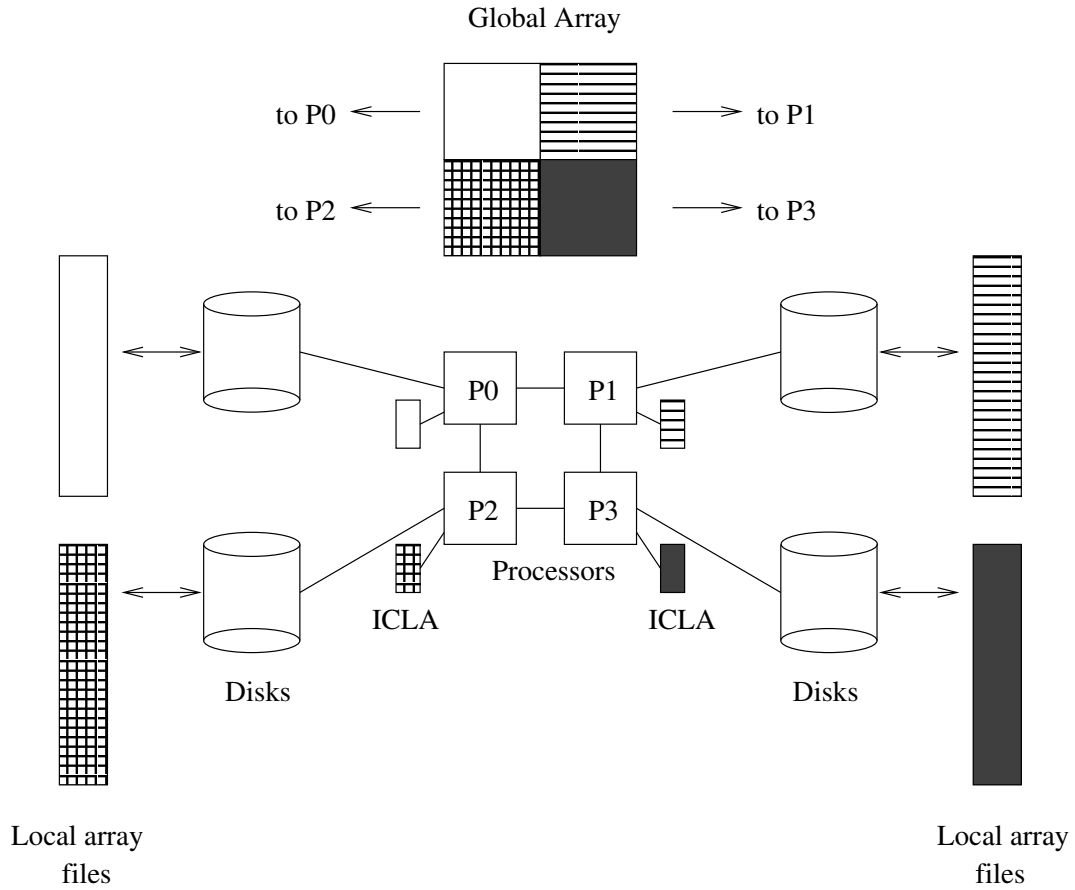 Global Array
to P0
to P1
to P2
to P3
P0
P1
P2
P3
Processors
ICLA
ICLA
Disks
Disks
Local array
files
Local array
files